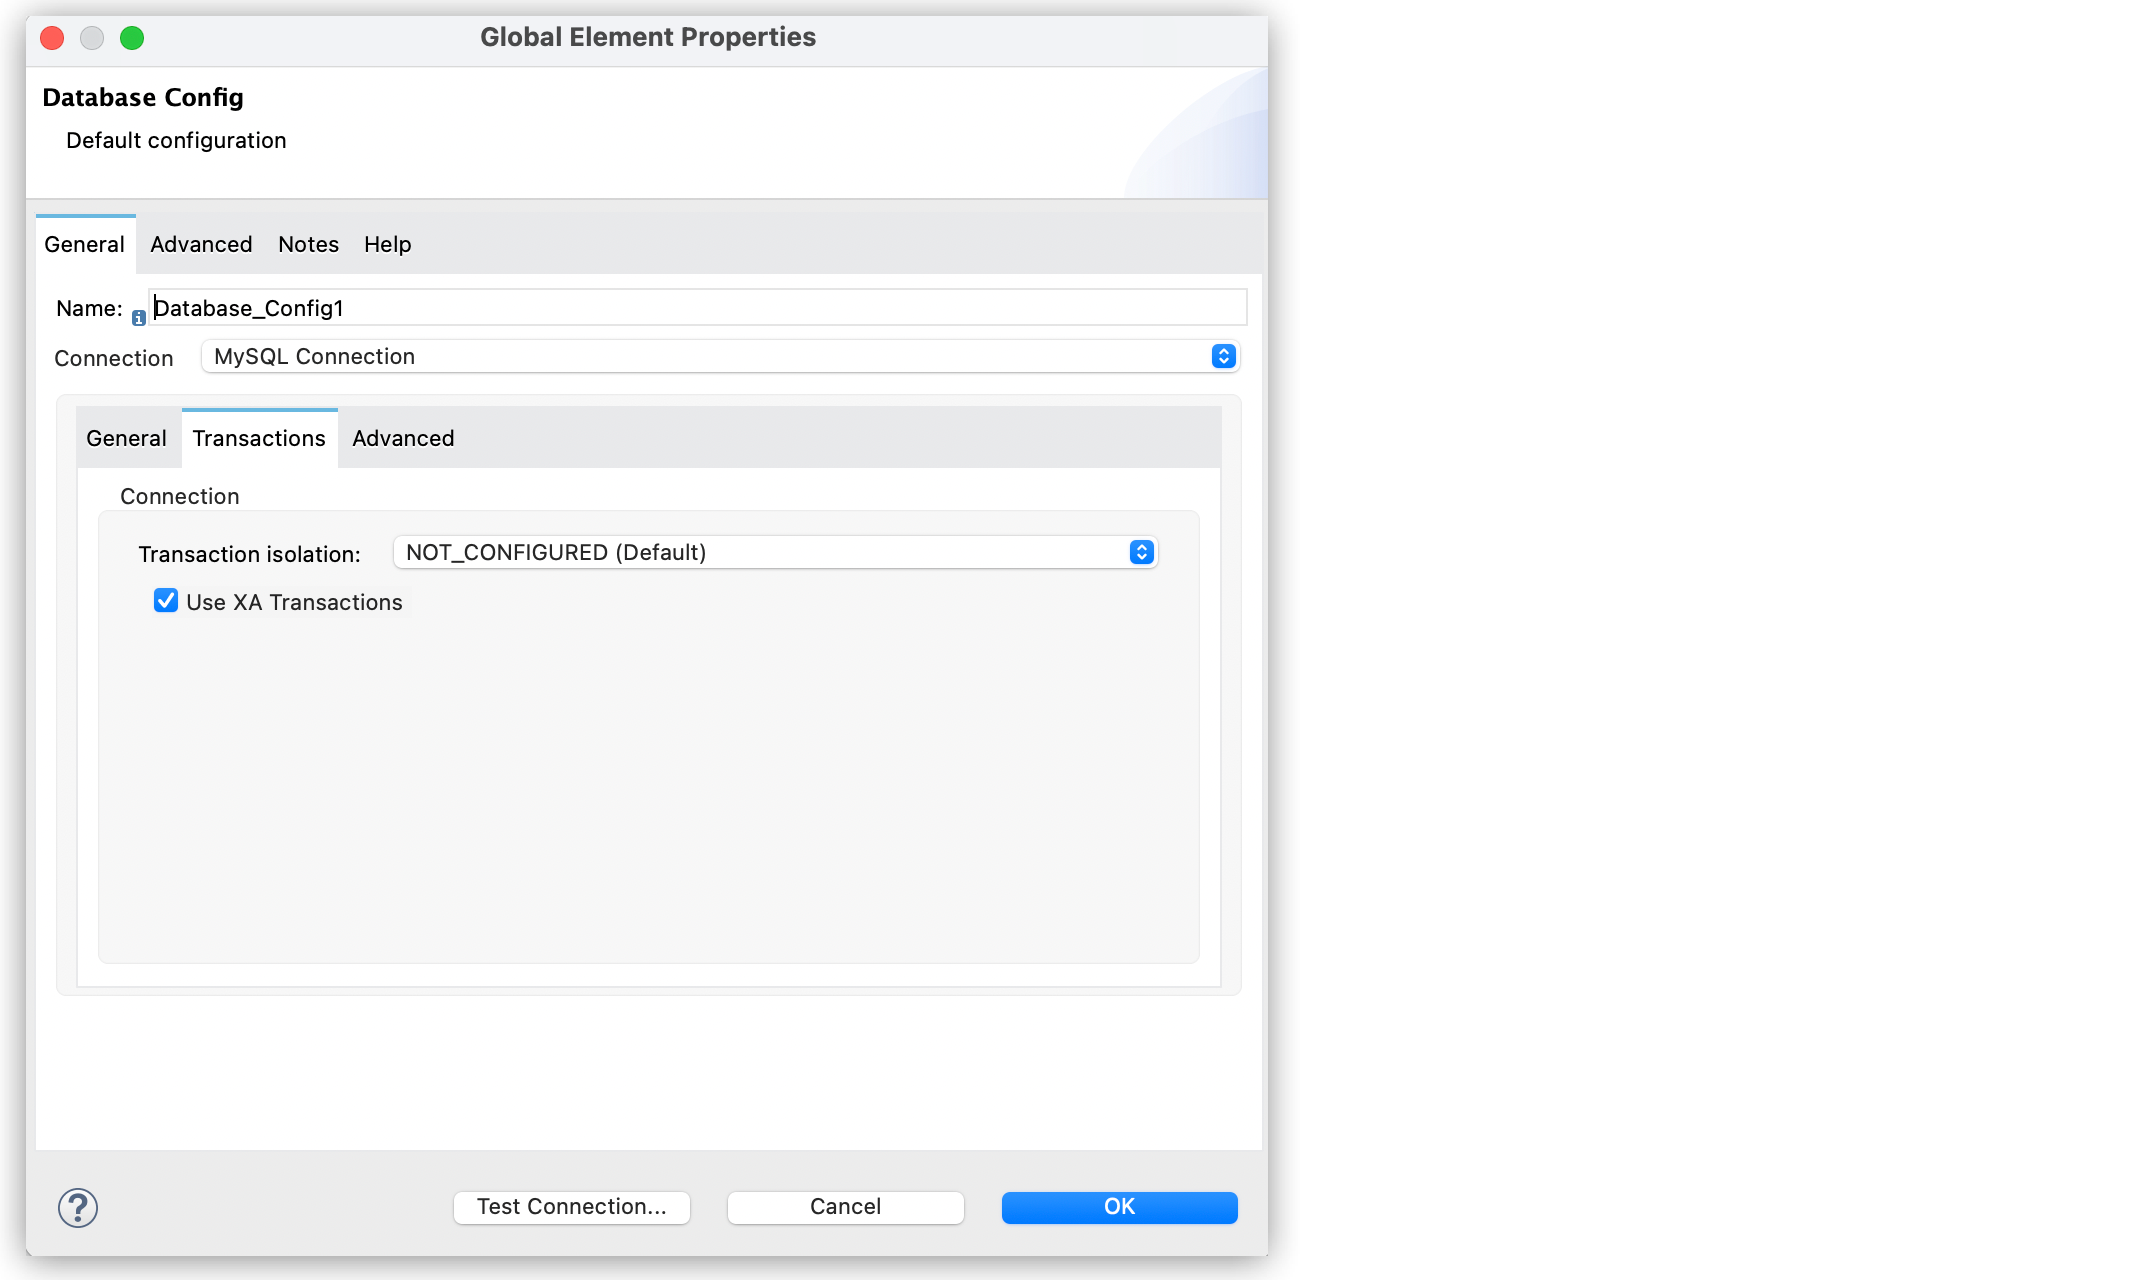 Global Element Properties
Database Config
Default configuration
General Advanced Notes Help
Name: Database_Config1
Connection MySQL Connection
General Transactions Advanced
Connection
Transaction isolation: NOT_CONFIGURED (Default)
Use XA Transactions
? Test Connection... Cancel OK